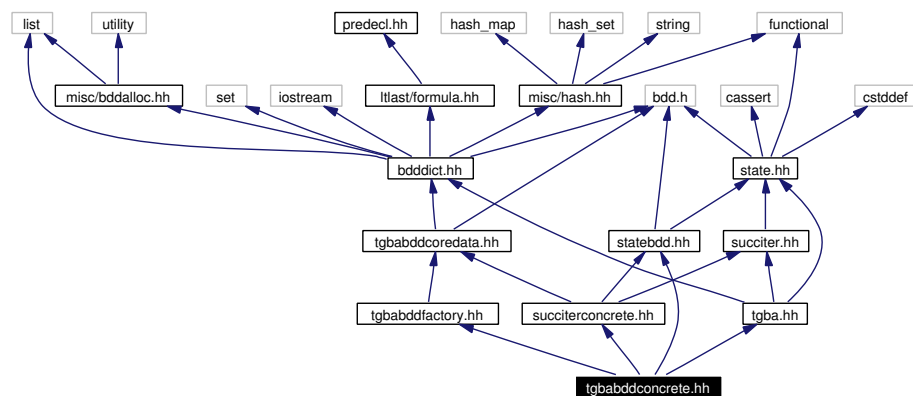 list utility predecl.hh hash_map hash_set string functional
misc/bddalloc.hh set iostream ltlast/formula.hh misc/hash.hh bdd.h cassert cstddef
bdddict.hh state.hh
tgbabddcoredata.hh statebdd.hh succiter.hh
tgbabddfactory.hh succiterconcrete.hh tgba.hh
tgbabddconcrete.hh